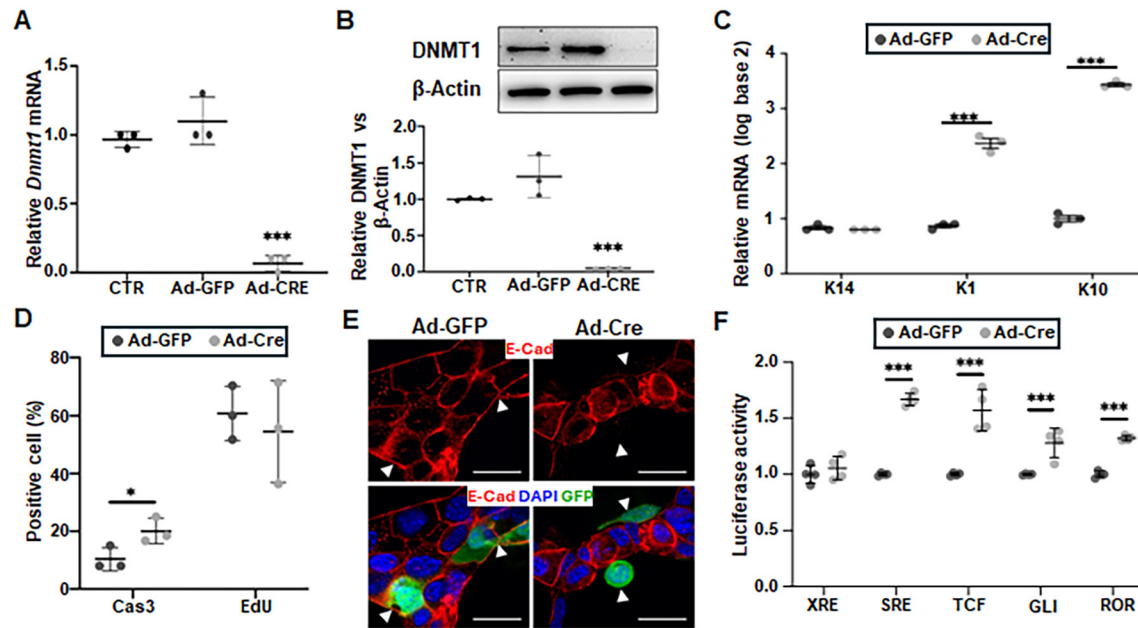 A
Relative Dnmt1 mRNA
1.5
1.0
0.5
0.0
***
CTR
Ad-GFP
Ad-CRE
B
DNMT1
β-Actin
Relative DNMT1 vs
β-Actin
2.0
1.5
1.0
0.5
0.0
***
CTR
Ad-GFP
Ad-CRE
C
Ad-GFP Ad-Cre
Relative mRNA (log base 2)
4
3
2
1
0
***
***
K14
K1
K10
D
Ad-GFP Ad-Cre
Positive cell (%)
80
60
40
20
0
*
Cas3
EdU
E
Ad-GFP
Ad-Cre
E-Cad
E-Cad DAPI GFP
F
Ad-GFP Ad-Cre
Luciferase activity
2.0
1.5
1.0
0.5
0.0
***
***
***
***
XRE
SRE
TCF
GLI
ROR